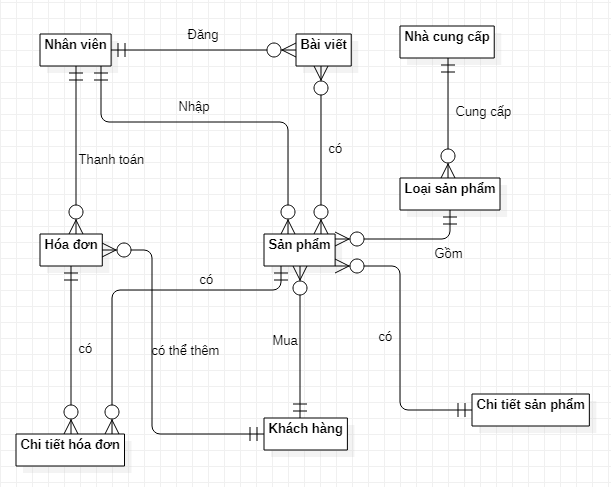 Đăng
Nhân viên
Bài viết
Nhà cung cấp
Nhập
Cung cấp
có
Thanh toán
Loại sản phẩm
Hóa đơn
Sản phẩm
Gồm
có
Mua
có
có
có thể thêm
Chi tiết sản phẩm
Khách hàng
Chi tiết hóa đơn